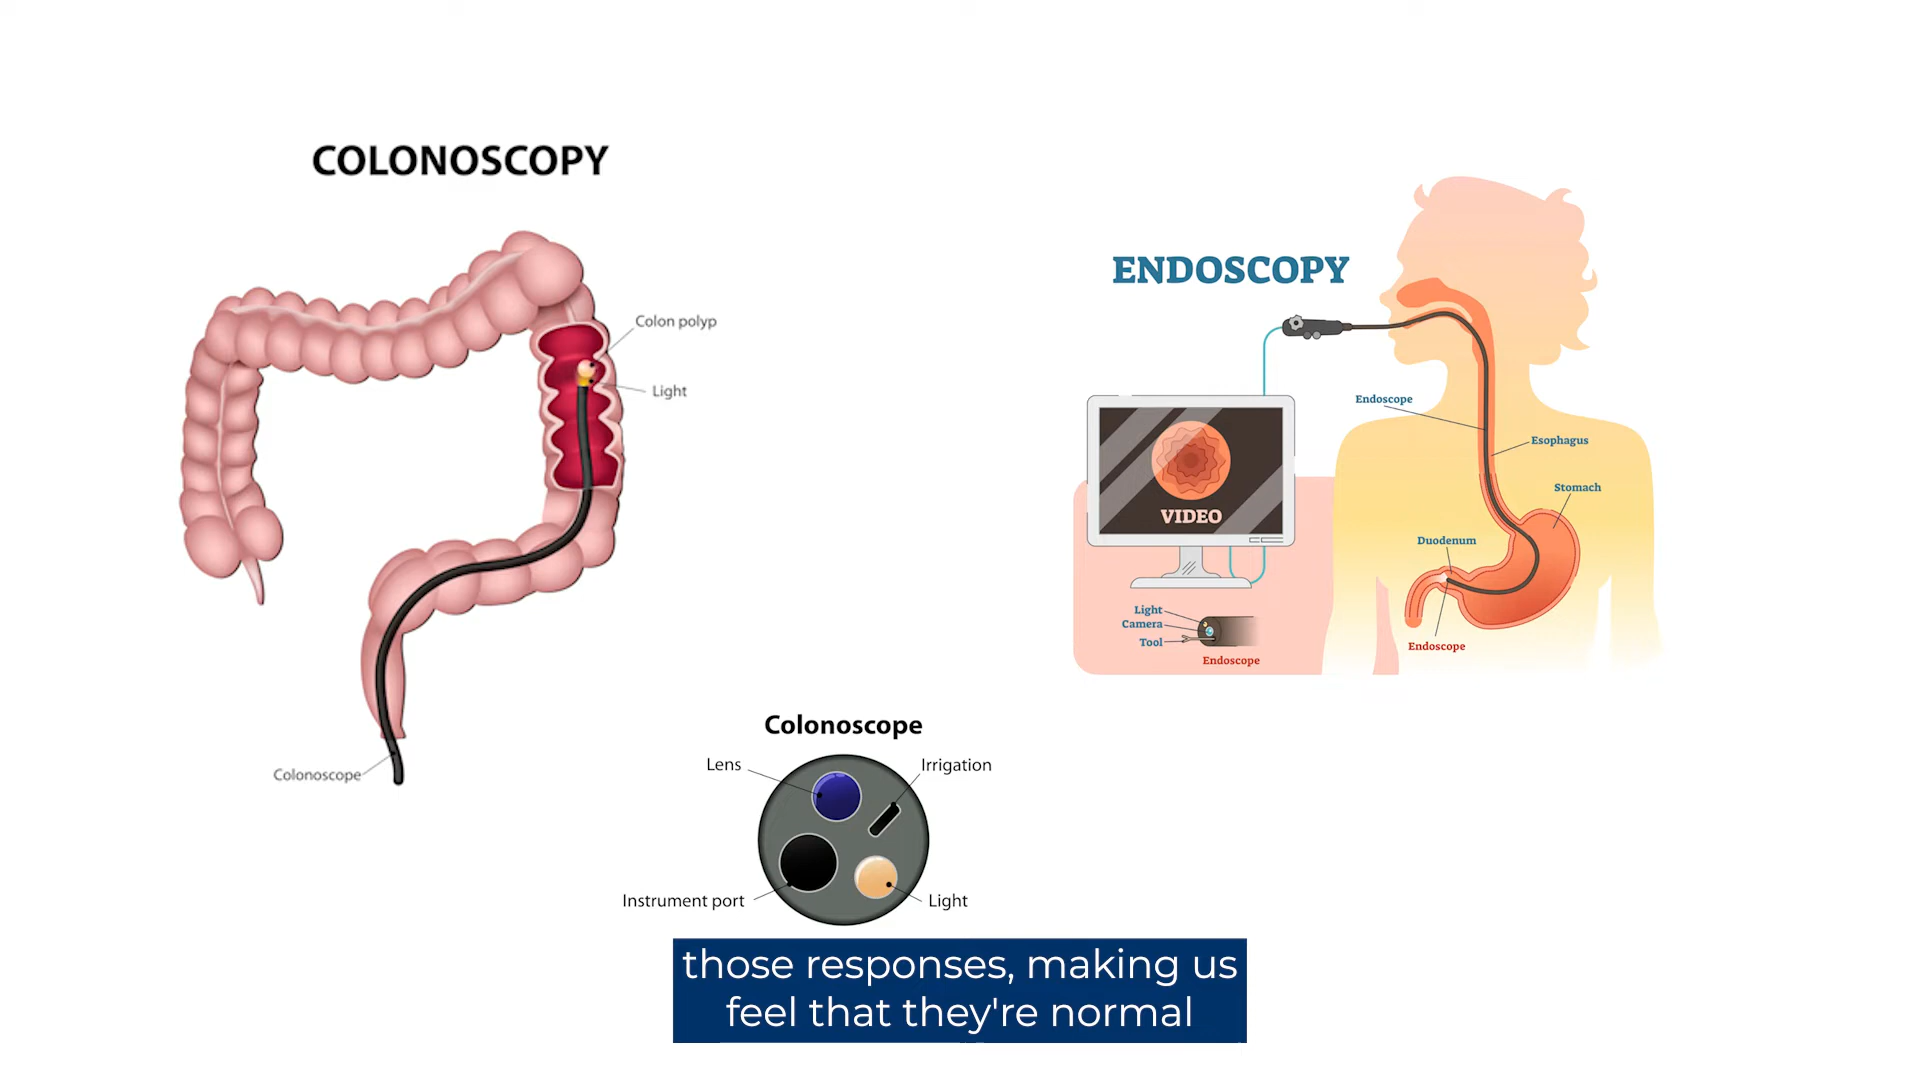 COLONOSCOPY
Colon polyp
Light
Colonoscope
ENDOSCOPY
Endoscope
Esophagus
Stomach
Duodenum
Endoscope
VIDEO
Light
Camera
Tool
Endoscope
Colonoscope
Lens
Irrigation
Instrument port
Light
those responses, making us
feel that they're normal